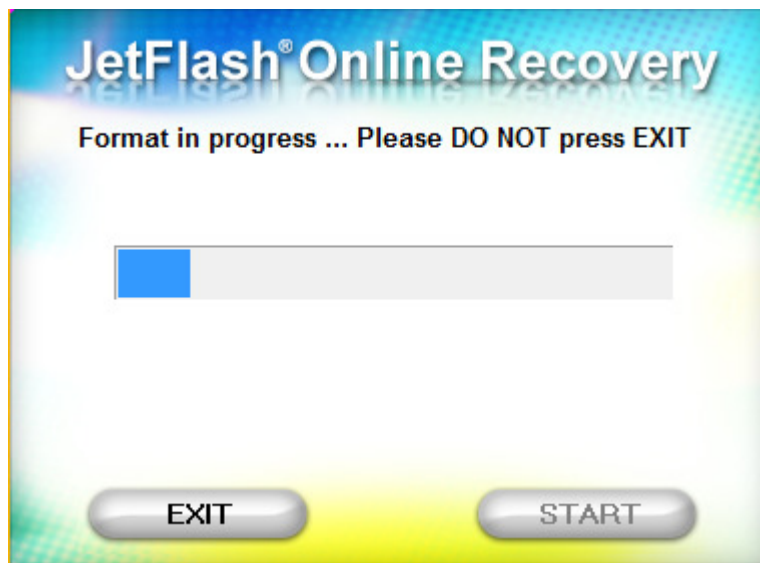 JetFlash® Online Recovery
Format in progress ... Please DO NOT press EXIT
EXIT
START